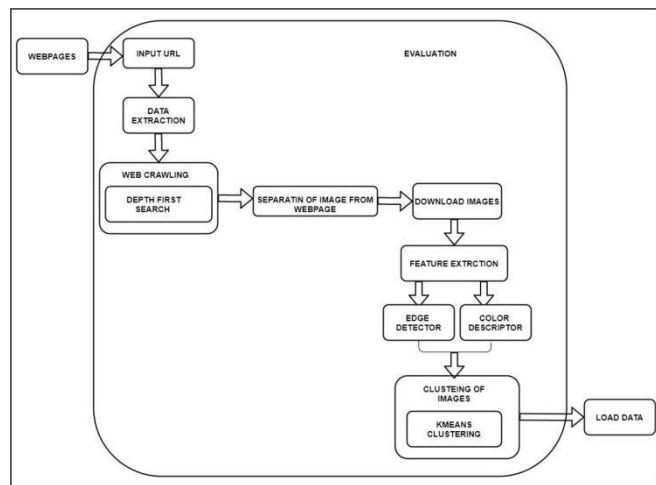 WEBPAGES
INPUT URL
EVALUATION
DATA
EXTRACTION
WEB CRAWLING
DEPTH FIRST
SEARCH
SEPARATIN OF IMAGE FROM
WEBPAGE
DOWNLOAD IMAGES
FEATURE EXTRCTION
EDGE
DETECTOR
COLOR
DESCRIPTOR
CLUSTEING OF
IMAGES
KMEANS
CLUSTERING
LOAD DATA